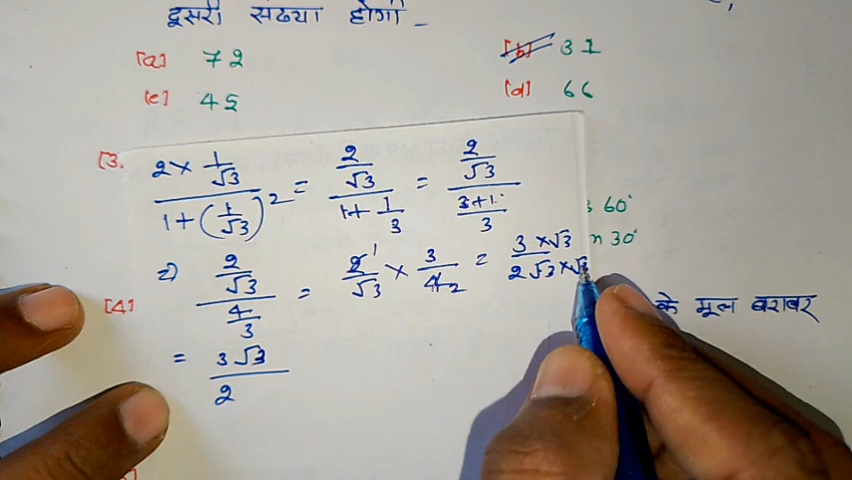 दूसरी संख्या होगी -
[a] 72 [b] 31
[c] 45 [d] 66
[3.
2 × 1/√3 / 1 + (1/√3)² = 2/√3 / 1 + 1/3 = 2/√3 / 3+1/3
60°
n 30°
2) 2/√3 / 4/3 = 2 1/√3 × 3/4 2 = 3 × √3 / 2√3 × √3
[4] के मूल बराबर
= 3√3 / 2